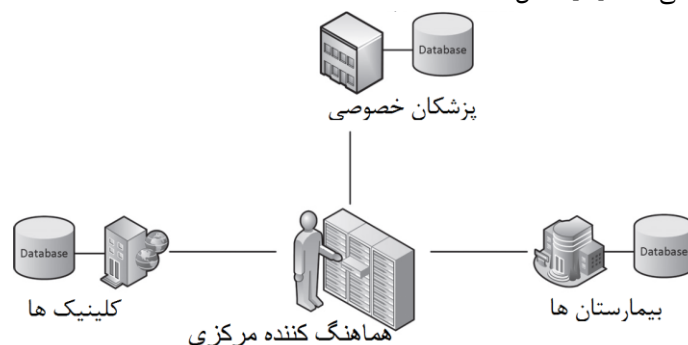 Database
پزشکان خصوصی
Database
کلینیک ها
هماهنگ کننده مرکزی
Database
بیمارستان ها